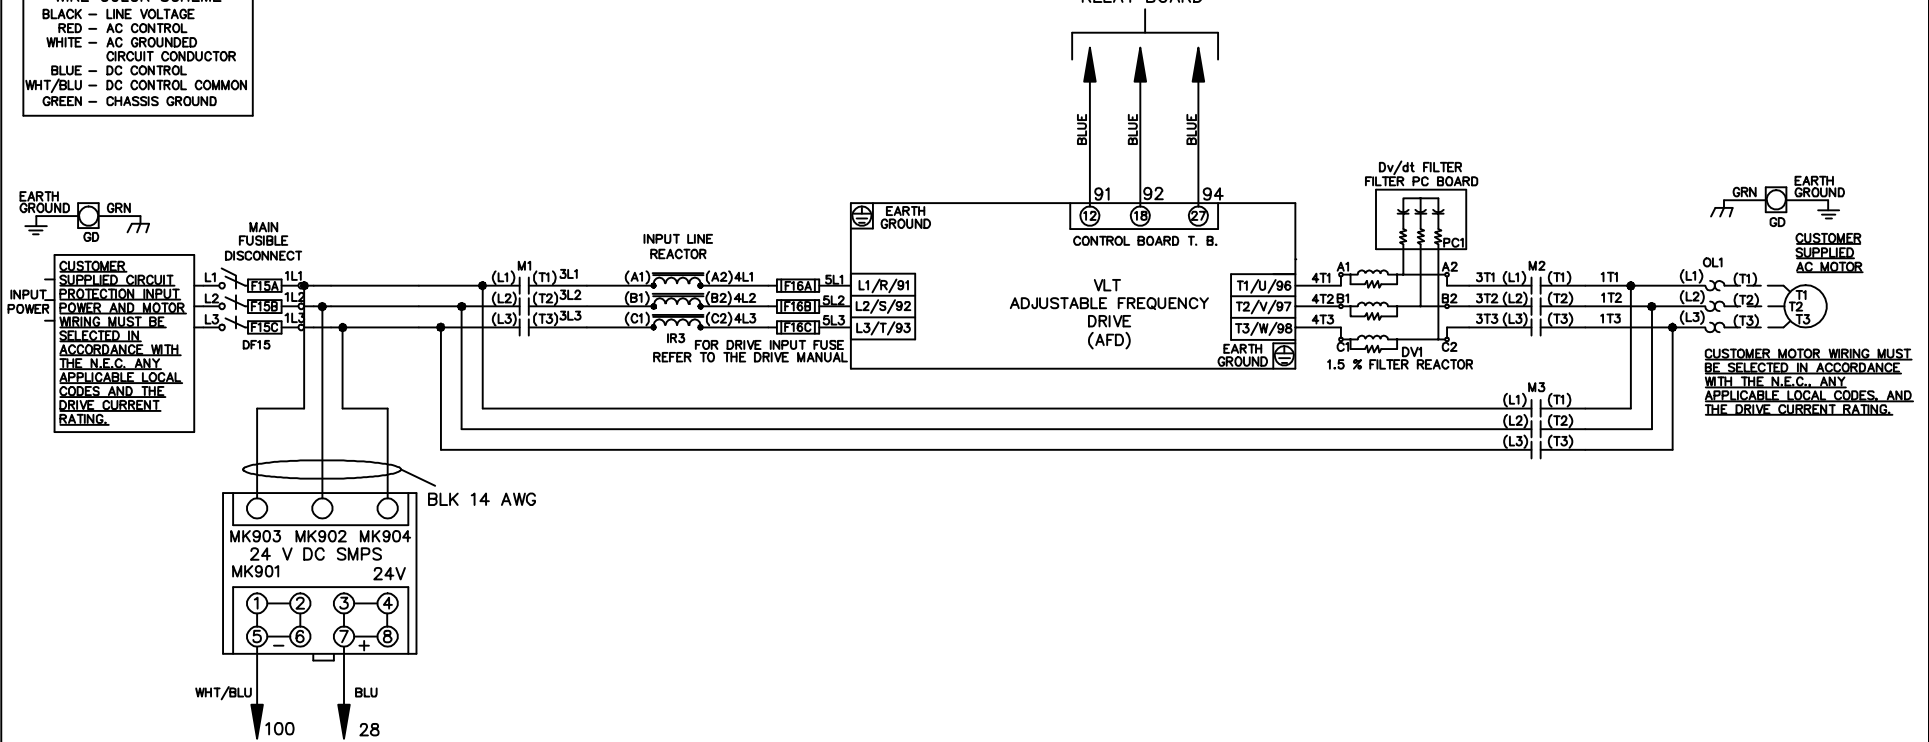 WIRE COLOR SCHEME
BLACK – LINE VOLTAGE
RED – AC CONTROL
WHITE – AC GROUNDED
CIRCUIT CONDUCTOR
BLUE – DC CONTROL
WHT/BLU – DC CONTROL COMMON
GREEN – CHASSIS GROUND
RELAY BOARD
BLUE
BLUE
BLUE
91
92
94
12
18
27
CONTROL BOARD T. B.
EARTH
GROUND
GRN
GD
INPUT
POWER
CUSTOMER
SUPPLIED CIRCUIT
PROTECTION INPUT
POWER AND MOTOR
WIRING MUST BE
SELECTED IN
ACCORDANCE WITH
THE N.E.C. ANY
APPLICABLE LOCAL
CODES AND THE
DRIVE CURRENT
RATING.
MAIN
FUSIBLE
DISCONNECT
L1
F15A
1L1
L2
F15B
1L2
L3
F15C
1L3
DF15
M1
(L1)
(T1)
3L1
(L2)
(T2)
3L2
(L3)
(T3)
3L3
INPUT LINE
REACTOR
(A1)
(A2)
4L1
(B1)
(B2)
4L2
(C1)
(C2)
4L3
IR3
F16A
5L1
F16B
5L2
F16C
5L3
FOR DRIVE INPUT FUSE
REFER TO THE DRIVE MANUAL
EARTH
GROUND
L1/R/91
L2/S/92
L3/T/93
VLT
ADJUSTABLE FREQUENCY
DRIVE
(AFD)
T1/U/96
T2/V/97
T3/W/98
EARTH
GROUND
4T1
4T2
4T3
Dv/dt FILTER
FILTER PC BOARD
PC1
A1
A2
B1
B2
C1
C2
DV1
1.5 % FILTER REACTOR
M2
3T1
(L1)
(T1)
1T1
3T2
(L2)
(T2)
1T2
3T3
(L3)
(T3)
1T3
M3
(L1)
(T1)
(L2)
(T2)
(L3)
(T3)
OL1
(L1)
(T1)
(L2)
(T2)
(L3)
(T3)
T1
T2
T3
GRN
GD
EARTH
GROUND
CUSTOMER
SUPPLIED
AC MOTOR
CUSTOMER MOTOR WIRING MUST
BE SELECTED IN ACCORDANCE
WITH THE N.E.C., ANY
APPLICABLE LOCAL CODES, AND
THE DRIVE CURRENT RATING.
BLK 14 AWG
MK903 MK902 MK904
24 V DC SMPS
MK901
24V
1
2
3
4
5
6
7
8
–
+
WHT/BLU
BLU
100
28